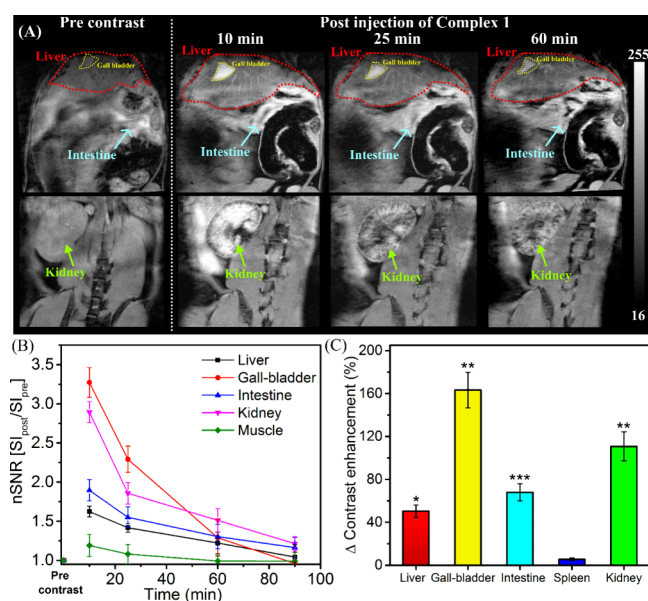 (A)
Pre contrast
Post injection of Complex 1
10 min
25 min
60 min
Liver
Gall bladder
Intestine
Liver
Gall bladder
Intestine
Liver
Gall bladder
Intestine
Liver
Gall bladder
Intestine
255
Kidney
Kidney
Kidney
Kidney
16
(B)
nSNR [SI_post/SI_pre]
3.5
3.0
2.5
2.0
1.5
1.0
Liver
Gall-bladder
Intestine
Kidney
Muscle
Pre
contrast
20
40
60
80
100
Time (min)
(C)
Δ Contrast enhancement (%)
200
160
120
80
40
0
*
**
***
**
Liver
Gall-bladder
Intestine
Spleen
Kidney